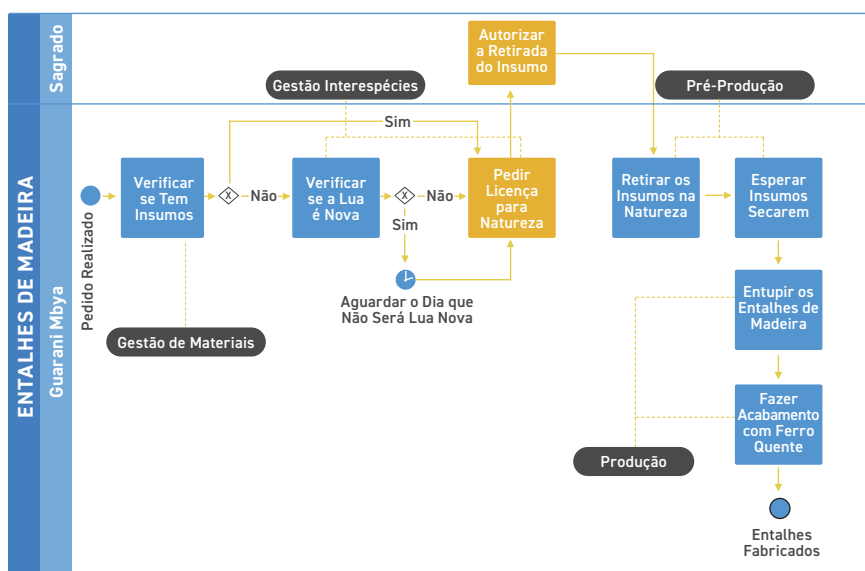 ENTALHES DE MADEIRA
Sagrado
Guarani Mbya
Autorizar
a Retirada
do Insumo
Gestão Interespécies
Pré-Produção
Sim
Pedido Realizado
Verificar
se Tem
Insumos
X
Não
Verificar
se a Lua
é Nova
X
Não
Pedir
Licença
para
Natureza
Retirar os
Insumos na
Natureza
Esperar
Insumos
Secarem
Sim
Aguardar o Dia que
Não Será Lua Nova
Gestão de Materiais
Entupir os
Entalhes de
Madeira
Fazer
Acabamento
com Ferro
Quente
Produção
Entalhes
Fabricados